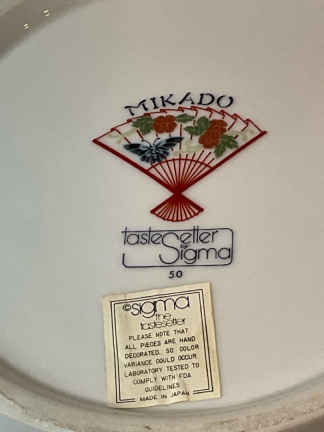 MIKADO
tasteSetter
by Sigma
50
©sigma
the
tastesetter
PLEASE NOTE THAT
ALL PIECES ARE HAND
DECORATED, SO COLOR
VARIANCE COULD OCCUR.
LABORATORY TESTED TO
COMPLY WITH FDA
GUIDELINES
MADE IN JAPAN